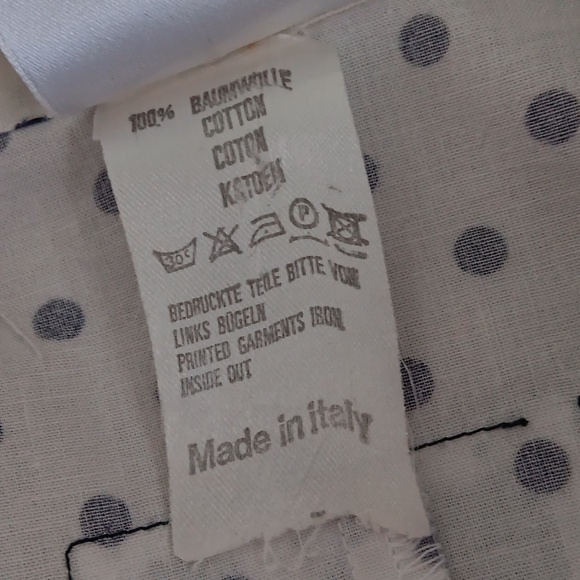 100% BAUMWOLLE
COTTON
COTON
KATOEN
30°C P
BEDRUCKTE TEILE BITTE VON
LINKS BÜGELN
PRINTED GARMENTS IRON
INSIDE OUT
Made in italy